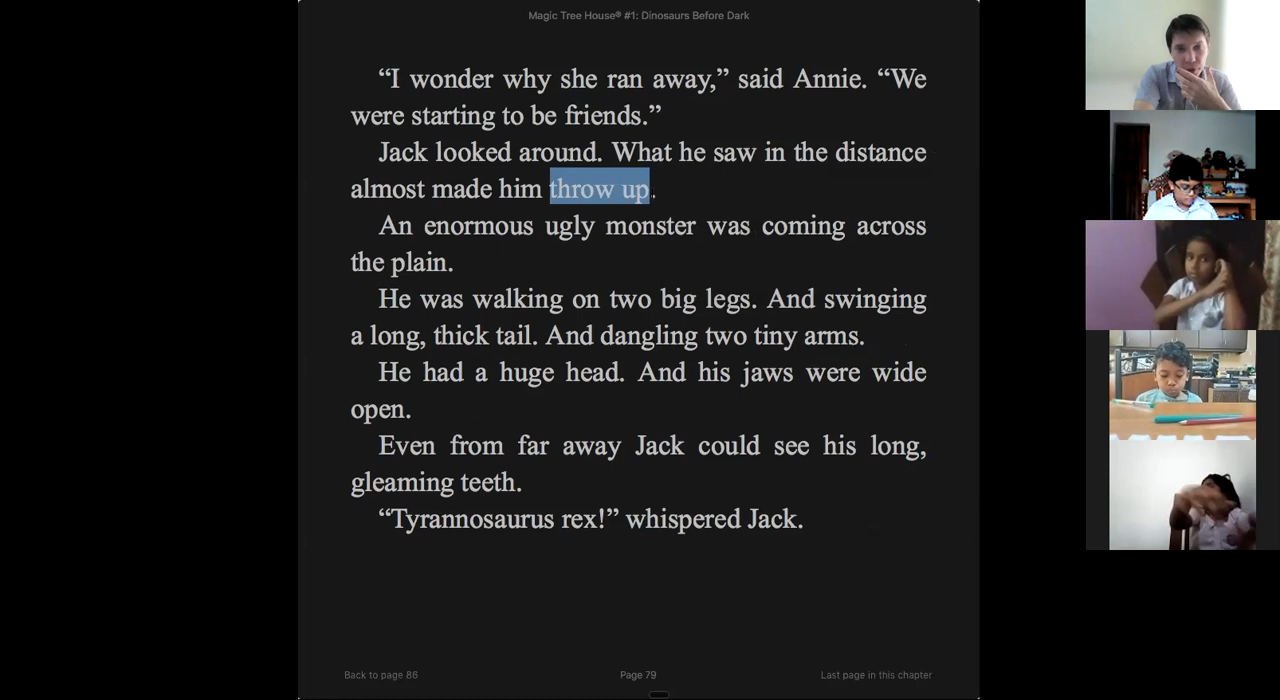 Magic Tree House® #1: Dinosaurs Before Dark
“I wonder why she ran away,” said Annie. “We
were starting to be friends.”
Jack looked around. What he saw in the distance
almost made him throw up.
An enormous ugly monster was coming across
the plain.
He was walking on two big legs. And swinging
a long, thick tail. And dangling two tiny arms.
He had a huge head. And his jaws were wide
open.
Even from far away Jack could see his long,
gleaming teeth.
“Tyrannosaurus rex!” whispered Jack.
Back to page 86
Page 79
Last page in this chapter